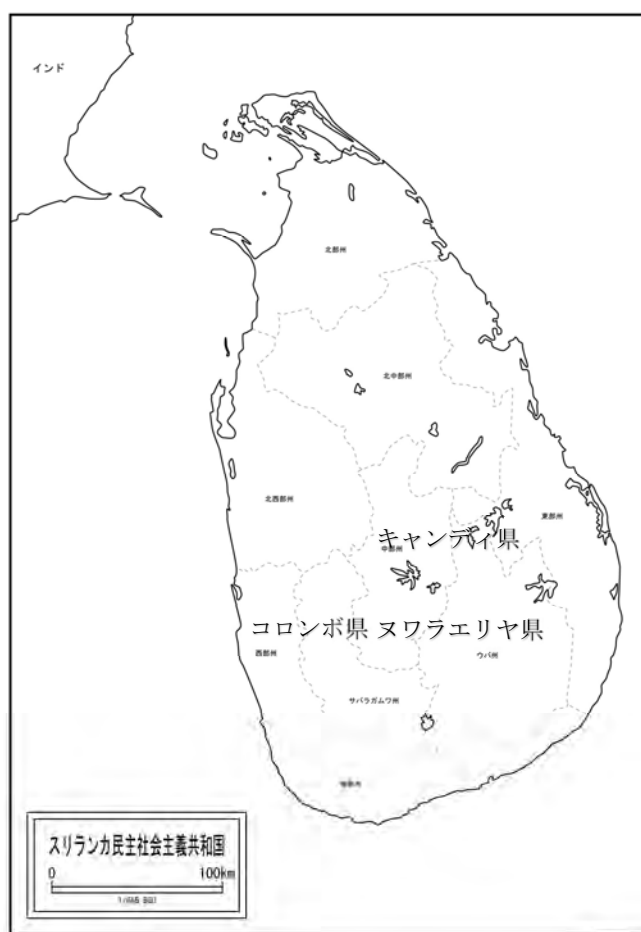 インド
北部州
北中部州
北西部州
東部州
キャンディ県
中部州
コロンボ県 ヌワラエリヤ県
西部州
ウバ州
サバラガムワ州
スリランカ民主社会主義共和国
0 100km